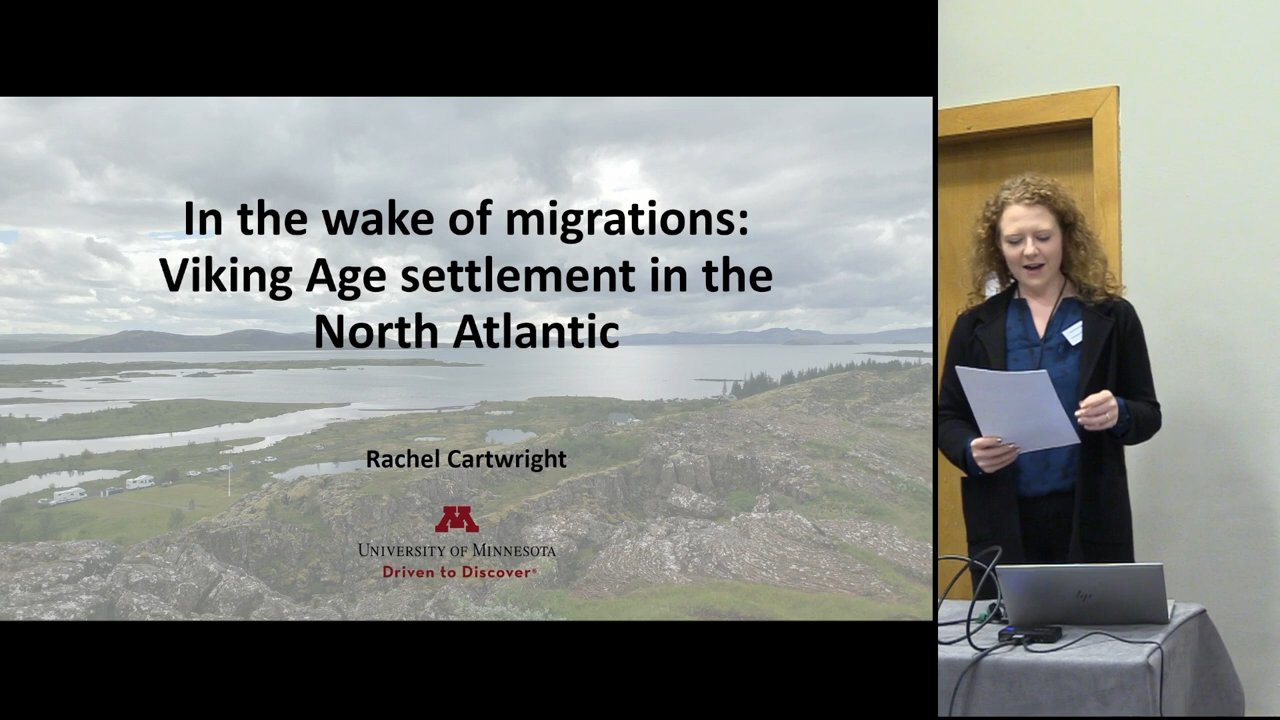 In the wake of migrations:
Viking Age settlement in the
North Atlantic
Rachel Cartwright
M
University of Minnesota
Driven to Discover®
hp